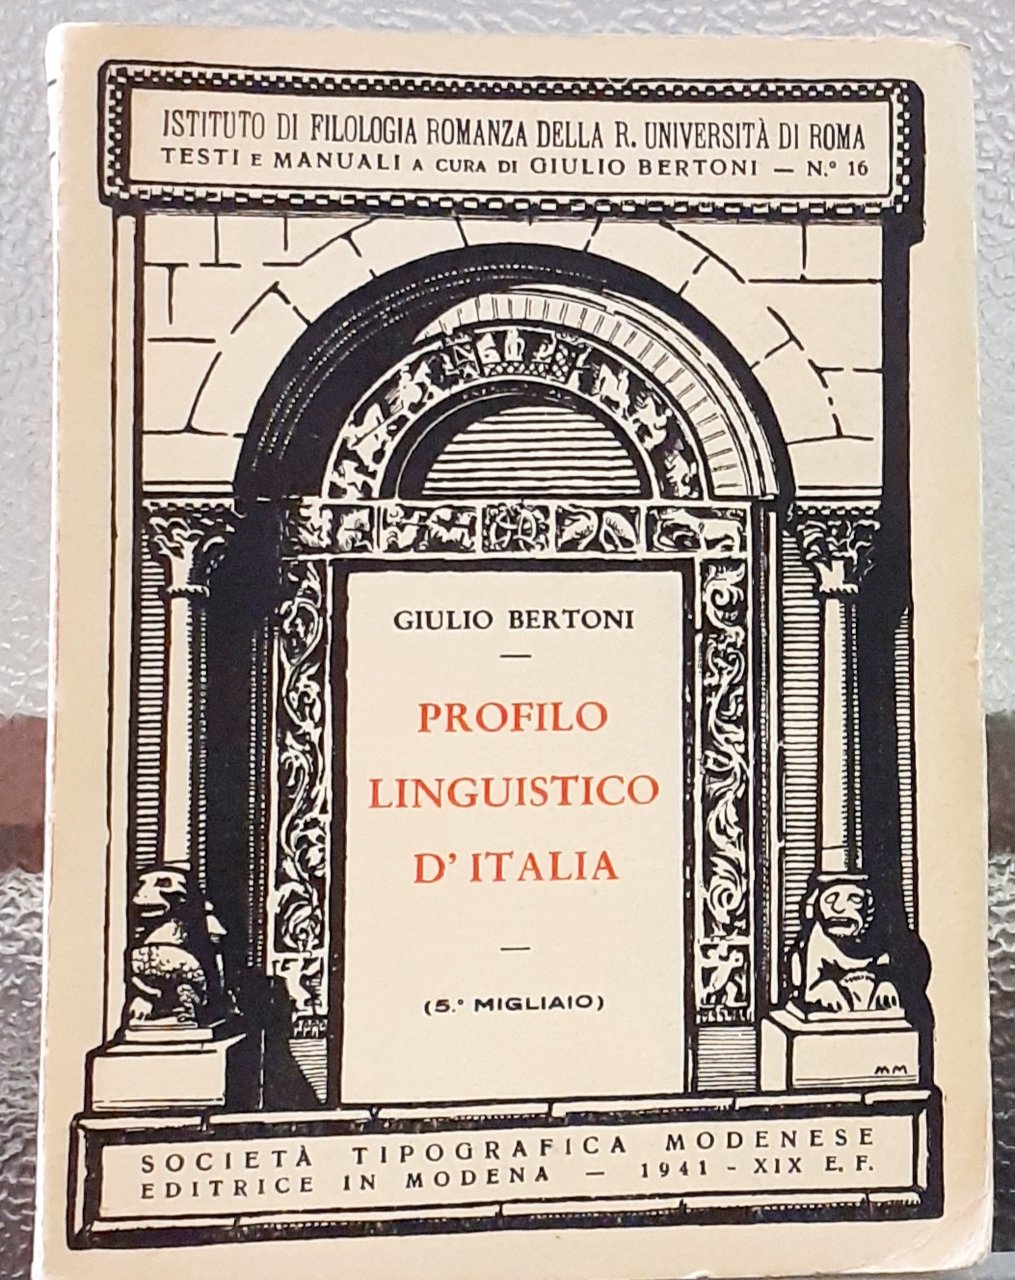 ISTITUTO DI FILOLOGIA ROMANZA DELLA R. UNIVERSITÀ DI ROMA
TESTI E MANUALI A CURA DI GIULIO BERTONI — N.º 16
GIULIO BERTONI
—
PROFILO
LINGUISTICO
D' ITALIA
—
(5.º MIGLIAIO)
MM
SOCIETÀ TIPOGRAFICA MODENESE
EDITRICE IN MODENA — 1941 - XIX E. F.